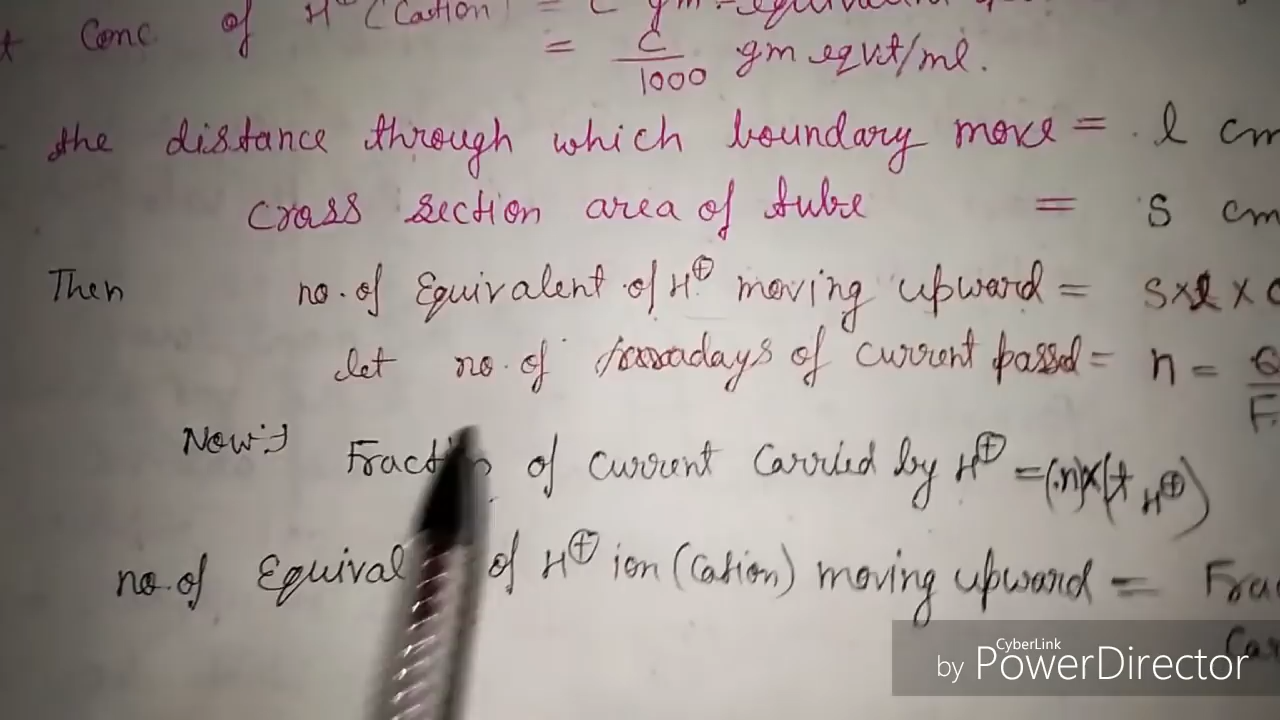 Conc. of H⊕ (Cation) = C gm-equivalent
= C/1000 gm eqvt/ml.
the distance through which boundary move = l cm
cross section area of tube = s cm
Then no. of Equivalent of H⊕ moving upward = s×l×
let no. of faradays of current passed = n = Q/F
Now:-) Fraction of current carried by H⊕ = (n)×(t H⊕)
no. of Equival of H⊕ ion (Cation) moving upward = Frac
Car
CyberLink
by PowerDirector